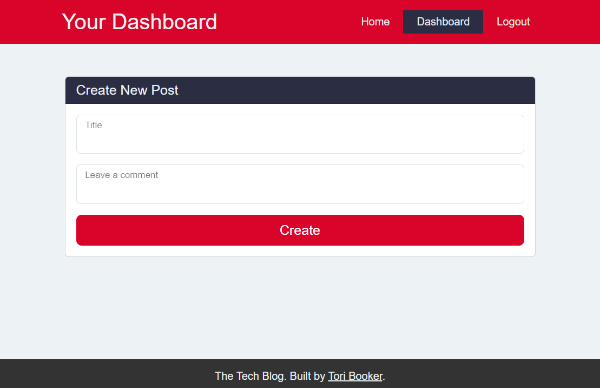 Your Dashboard
Home Dashboard Logout
Create New Post
Title
Leave a comment
Create
The Tech Blog. Built by Tori Booker.